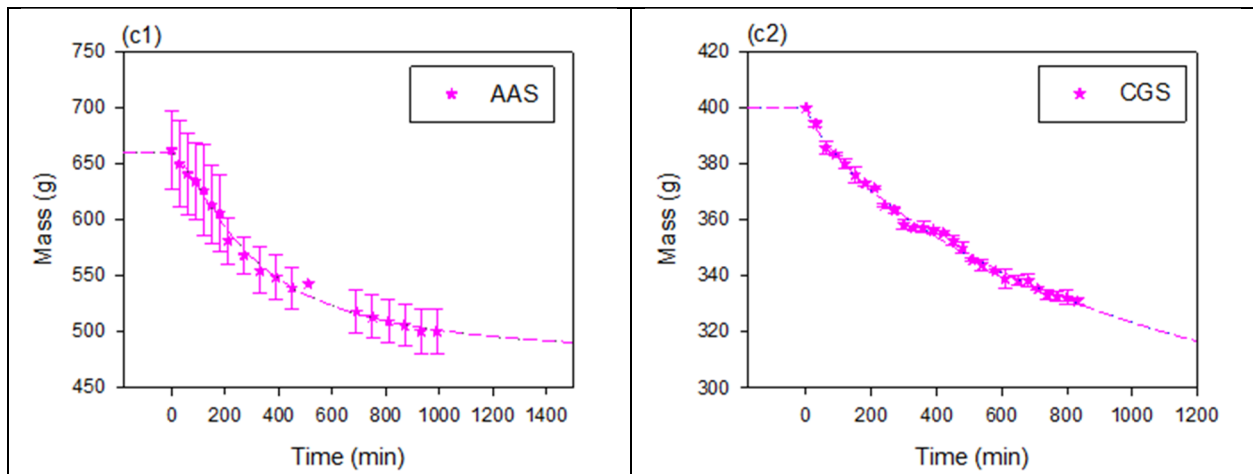 (c1)
750
700
650
600
550
500
450
Mass (g)
AAS
0 200 400 600 800 1000 1200 1400
Time (min)
(c2)
420
400
380
360
340
320
300
Mass (g)
CGS
0 200 400 600 800 1000 1200
Time (min)